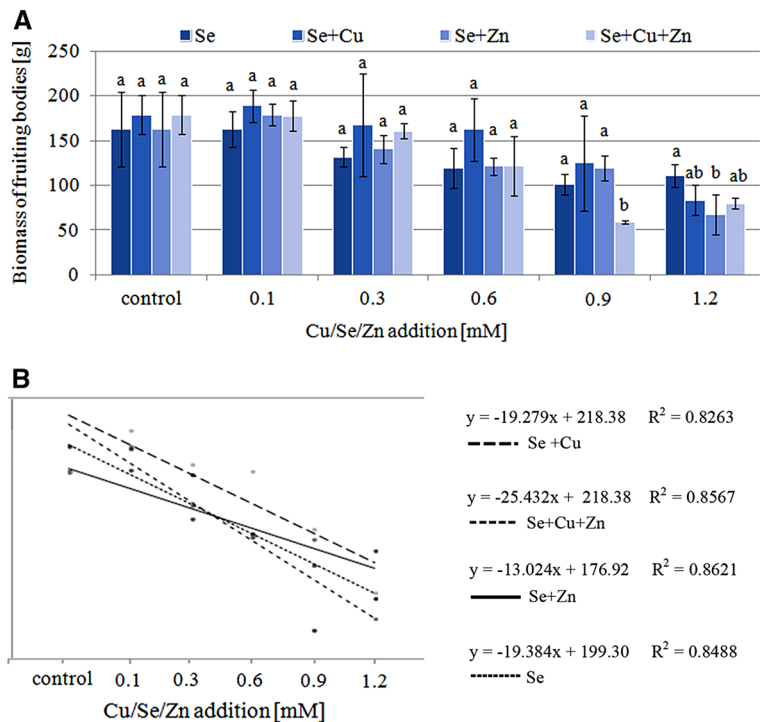 A
Se Se+Cu Se+Zn Se+Cu+Zn
Biomass of fruiting bodies [g]
250
200
150
100
50
0
a a a a a a a a a a a a a a a a a a a b a ab b ab
control 0.1 0.3 0.6 0.9 1.2
Cu/Se/Zn addition [mM]
B
y = -19.279x + 218.38 R² = 0.8263
Se +Cu
y = -25.432x + 218.38 R² = 0.8567
Se+Cu+Zn
y = -13.024x + 176.92 R² = 0.8621
Se+Zn
y = -19.384x + 199.30 R² = 0.8488
Se
control 0.1 0.3 0.6 0.9 1.2
Cu/Se/Zn addition [mM]